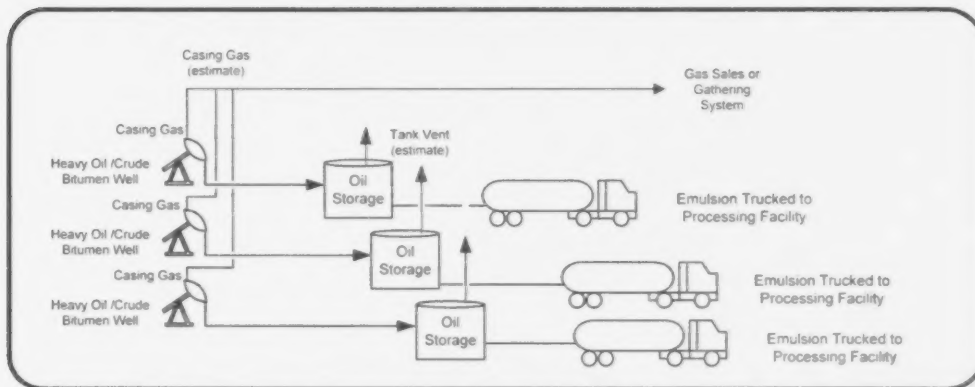 Casing Gas
(estimate)
Gas Sales or
Gathering
System
Casing Gas
Heavy Oil /Crude
Bitumen Well
Tank Vent
(estimate)
Oil
Storage
Emulsion Trucked to
Processing Facility
Casing Gas
Heavy Oil /Crude
Bitumen Well
Oil
Storage
Emulsion Trucked to
Processing Facility
Casing Gas
Heavy Oil /Crude
Bitumen Well
Oil
Storage
Emulsion Trucked to
Processing Facility